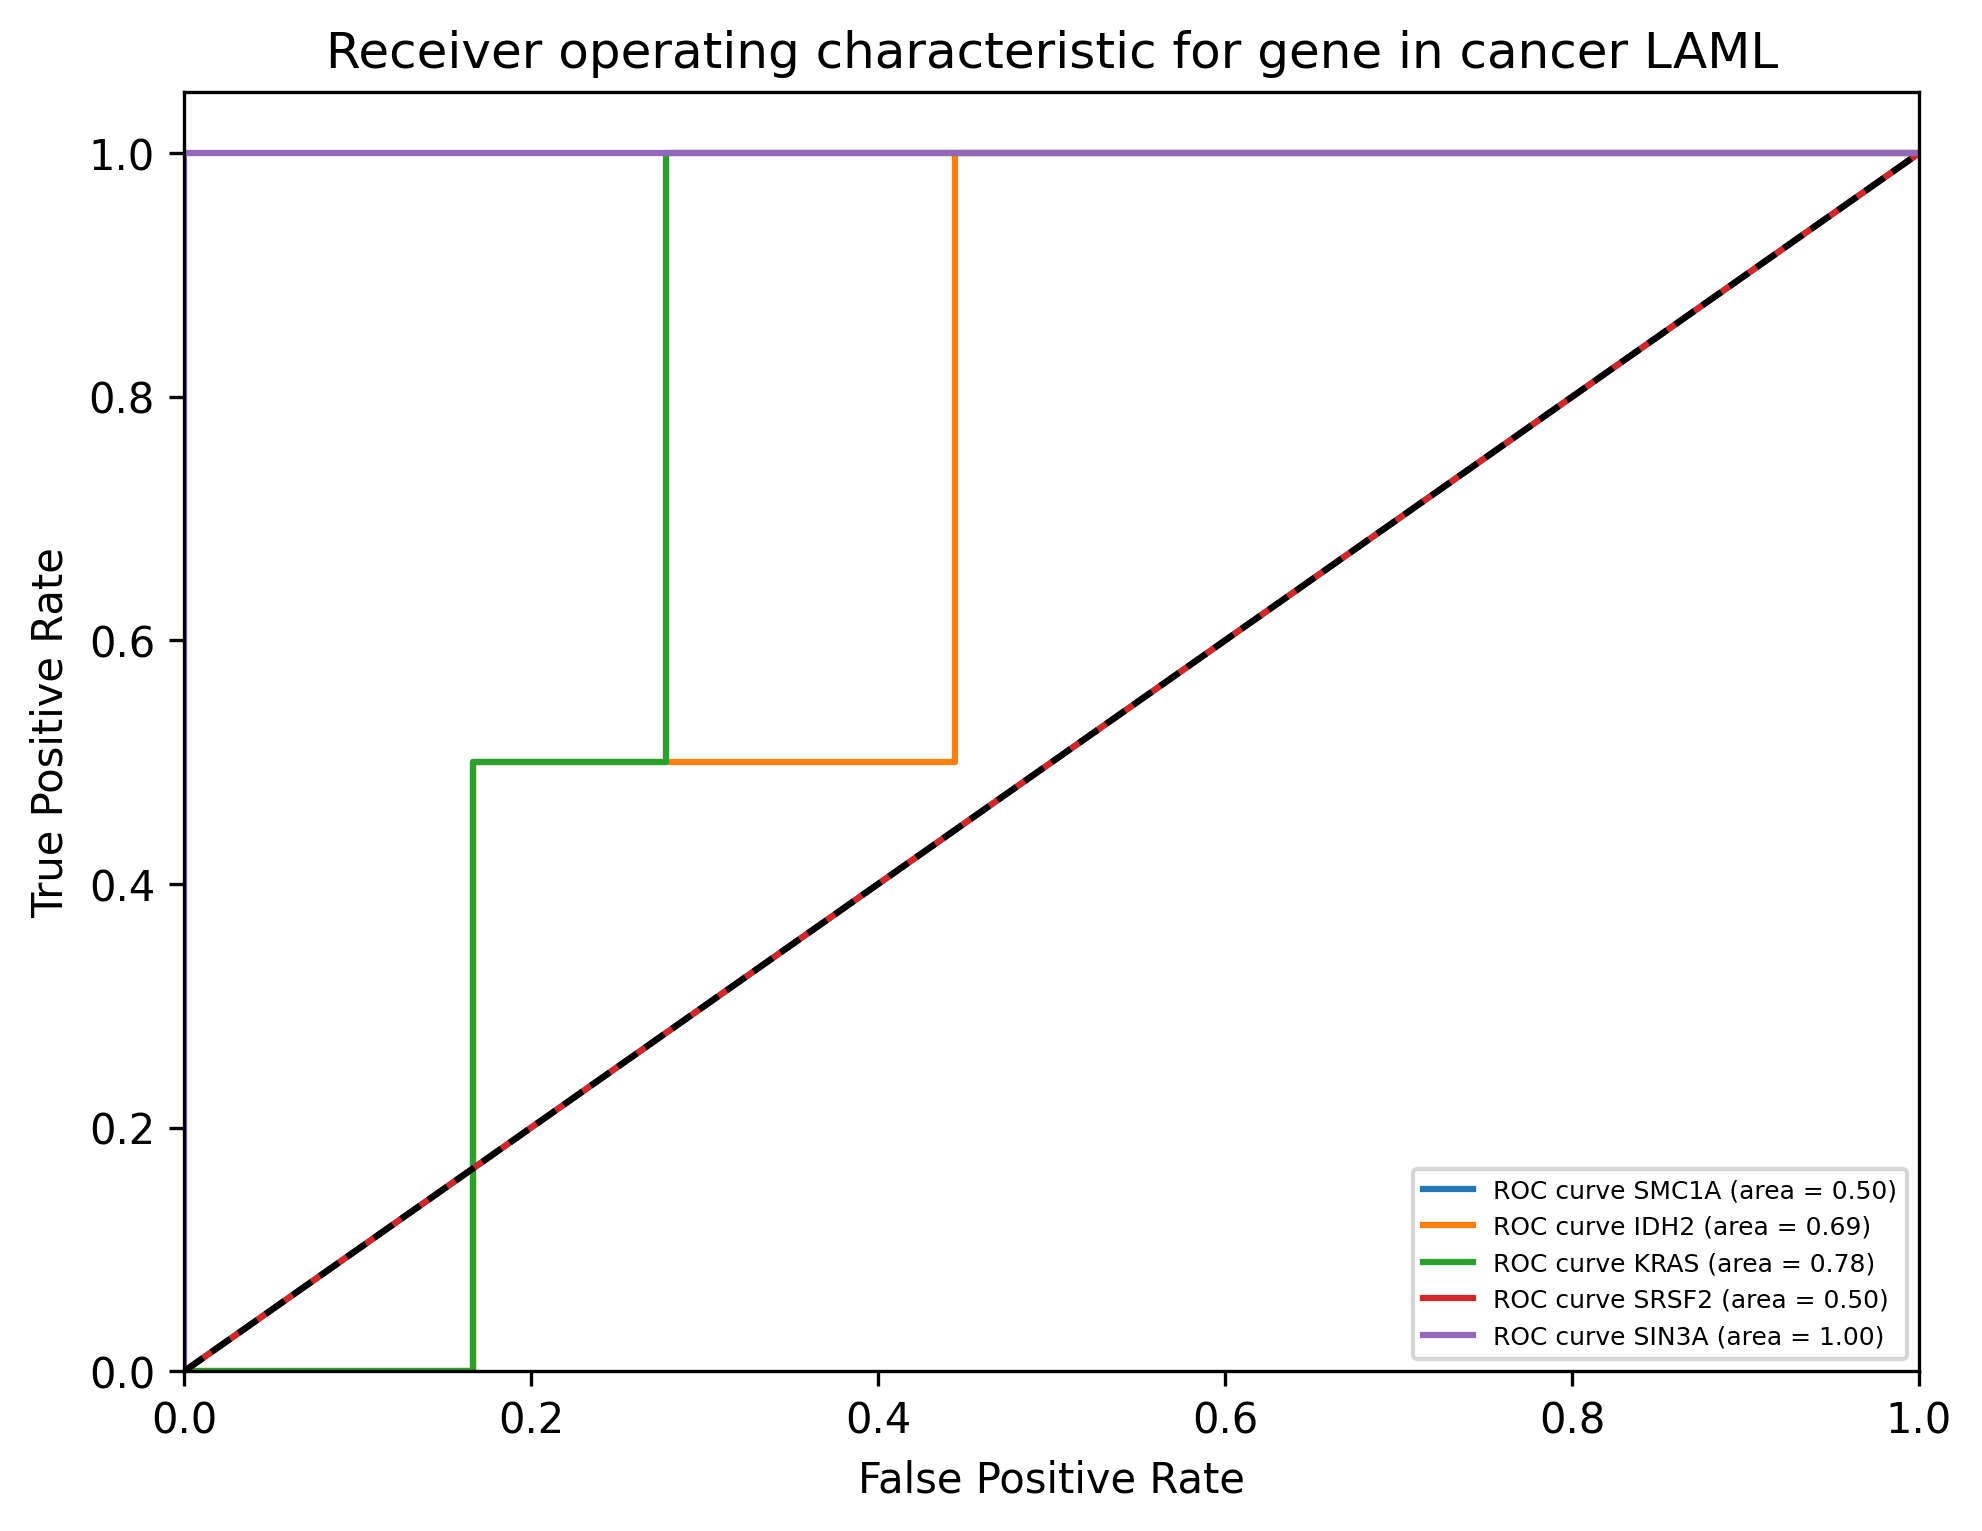 Receiver operating characteristic for gene in cancer LAML
1.0
0.8
0.6
0.4
0.2
0.0
True Positive Rate
ROC curve SMC1A (area = 0.50)
ROC curve IDH2 (area = 0.69)
ROC curve KRAS (area = 0.78)
ROC curve SRSF2 (area = 0.50)
ROC curve SIN3A (area = 1.00)
0.0 0.2 0.4 0.6 0.8 1.0
False Positive Rate